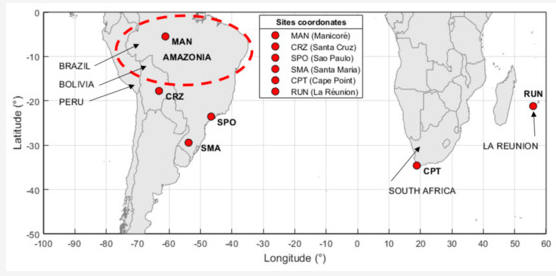 Sites coordonates
MAN (Manicoré)
CRZ (Santa Cruz)
SPO (Sao Paulo)
SMA (Santa Maria)
CPT (Cape Point)
RUN (La Réunion)
MAN
AMAZONIA
BRAZIL
BOLIVIA
PERU
CRZ
SPO
SMA
RUN
LA REUNION
CPT
SOUTH AFRICA
0
-10
-20
-30
-40
-50
Latitude (°)
-100 -90 -80 -70 -60 -50 -40 -30 -20 -10 0 10 20 30 40 50 60
Longitude (°)